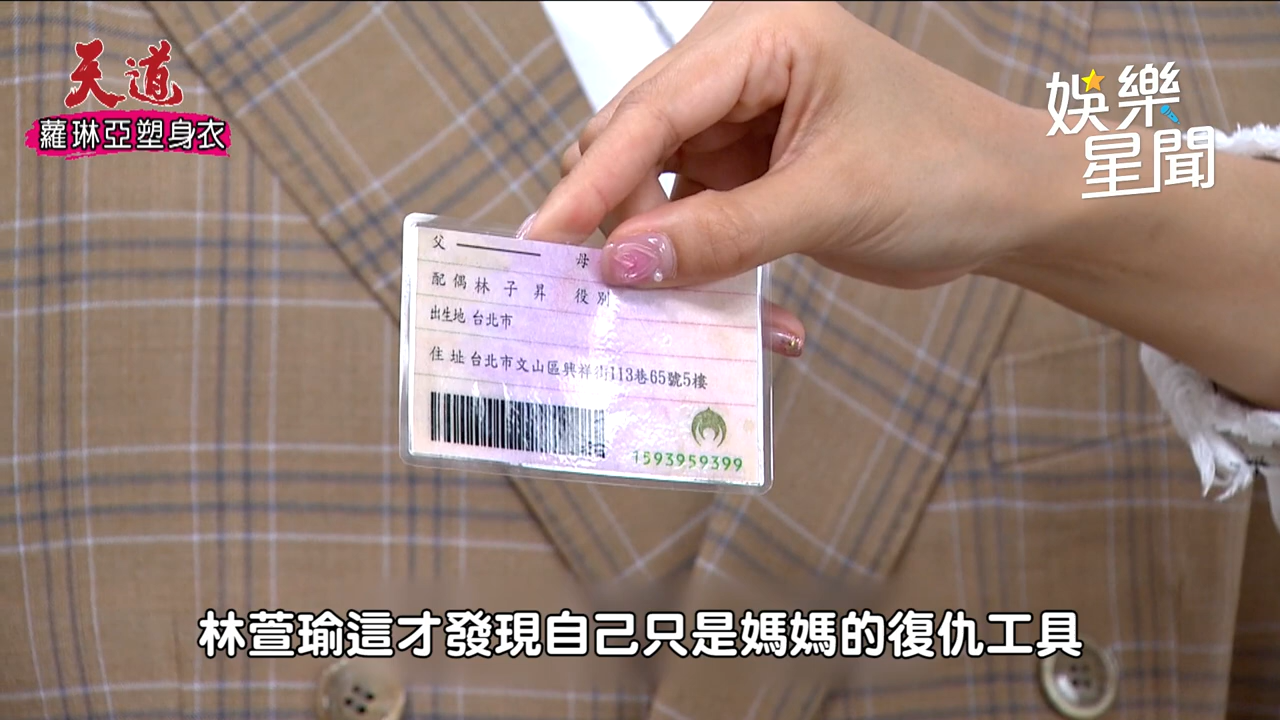 天道
蘿琳亞塑身衣
娛樂
星聞
父 母
配偶 林子昇 役別
出生地 台北市
住址 台北市文山區興祥街113巷65號5樓
1593959399
林萱瑜這才發現自己只是媽媽的復仇工具